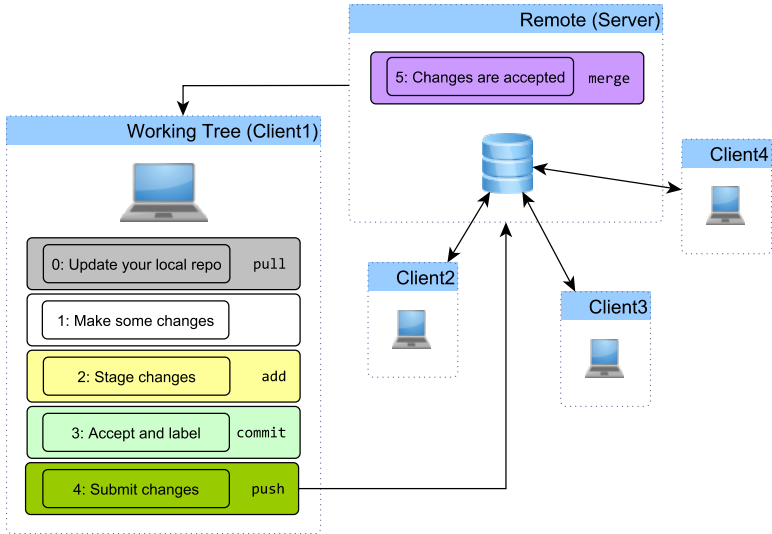 Remote (Server)
5: Changes are accepted merge
Working Tree (Client1)
Client4
0: Update your local repo pull
Client2
1: Make some changes
Client3
2: Stage changes add
3: Accept and label commit
4: Submit changes push